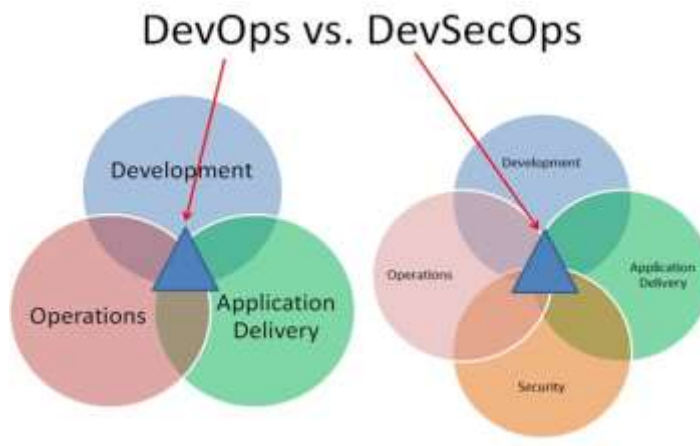 DevOps vs. DevSecOps
Development
Operations
Application
Delivery
Development
Operations
Application
Delivery
Security